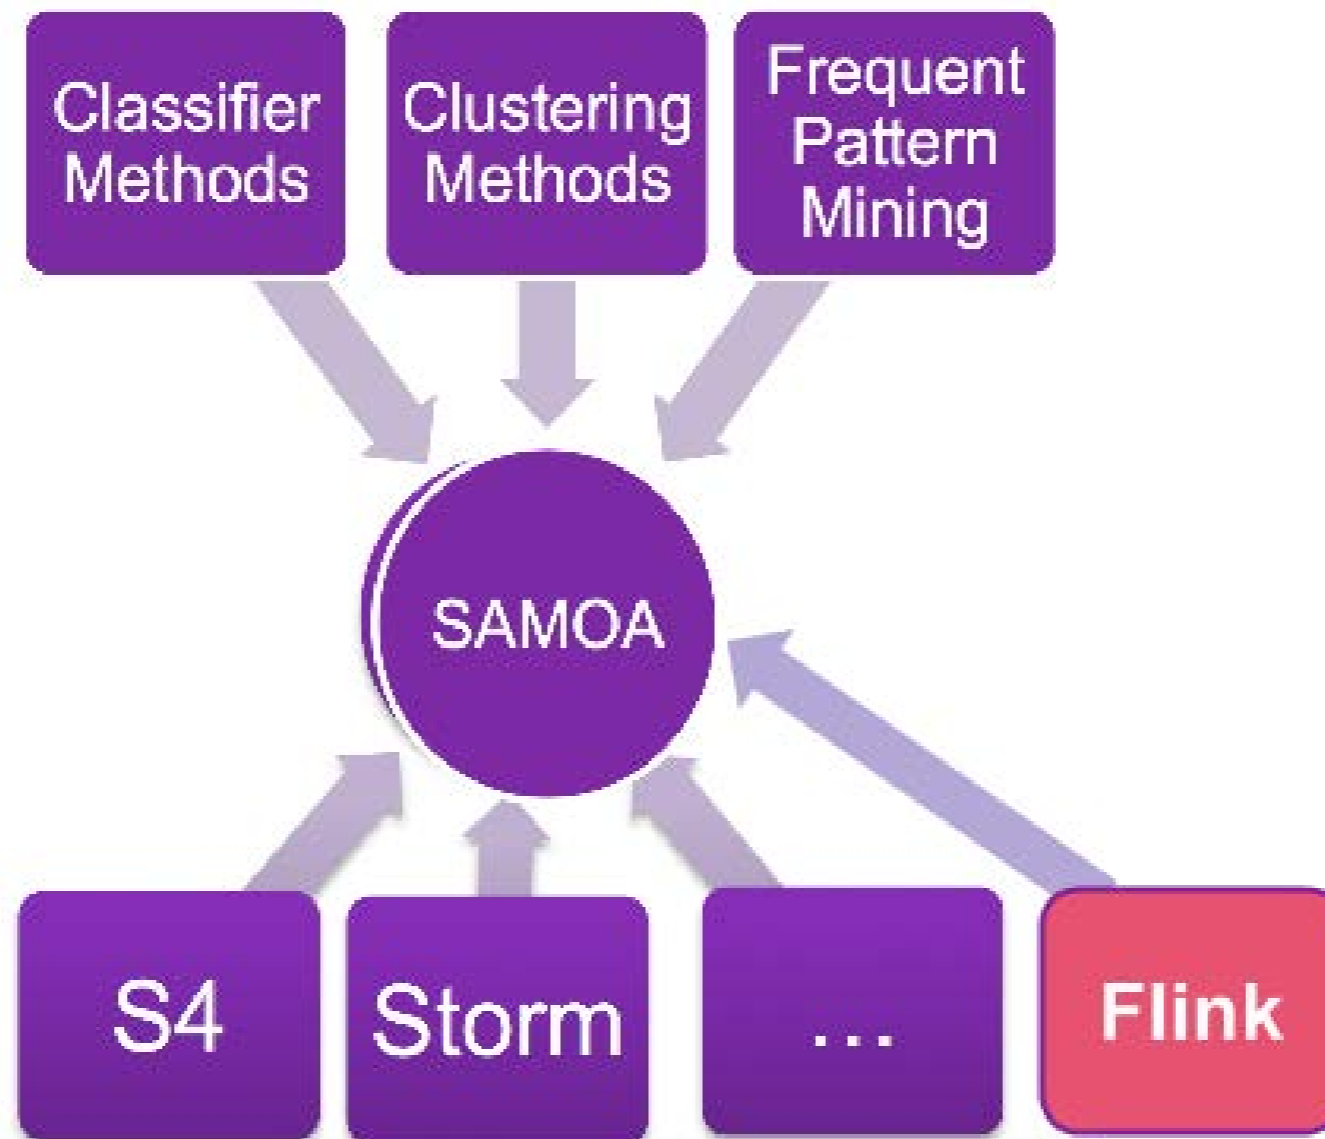 Classifier
Methods
Clustering
Methods
Frequent
Pattern
Mining
SAMOA
S4
Storm
...
Flink